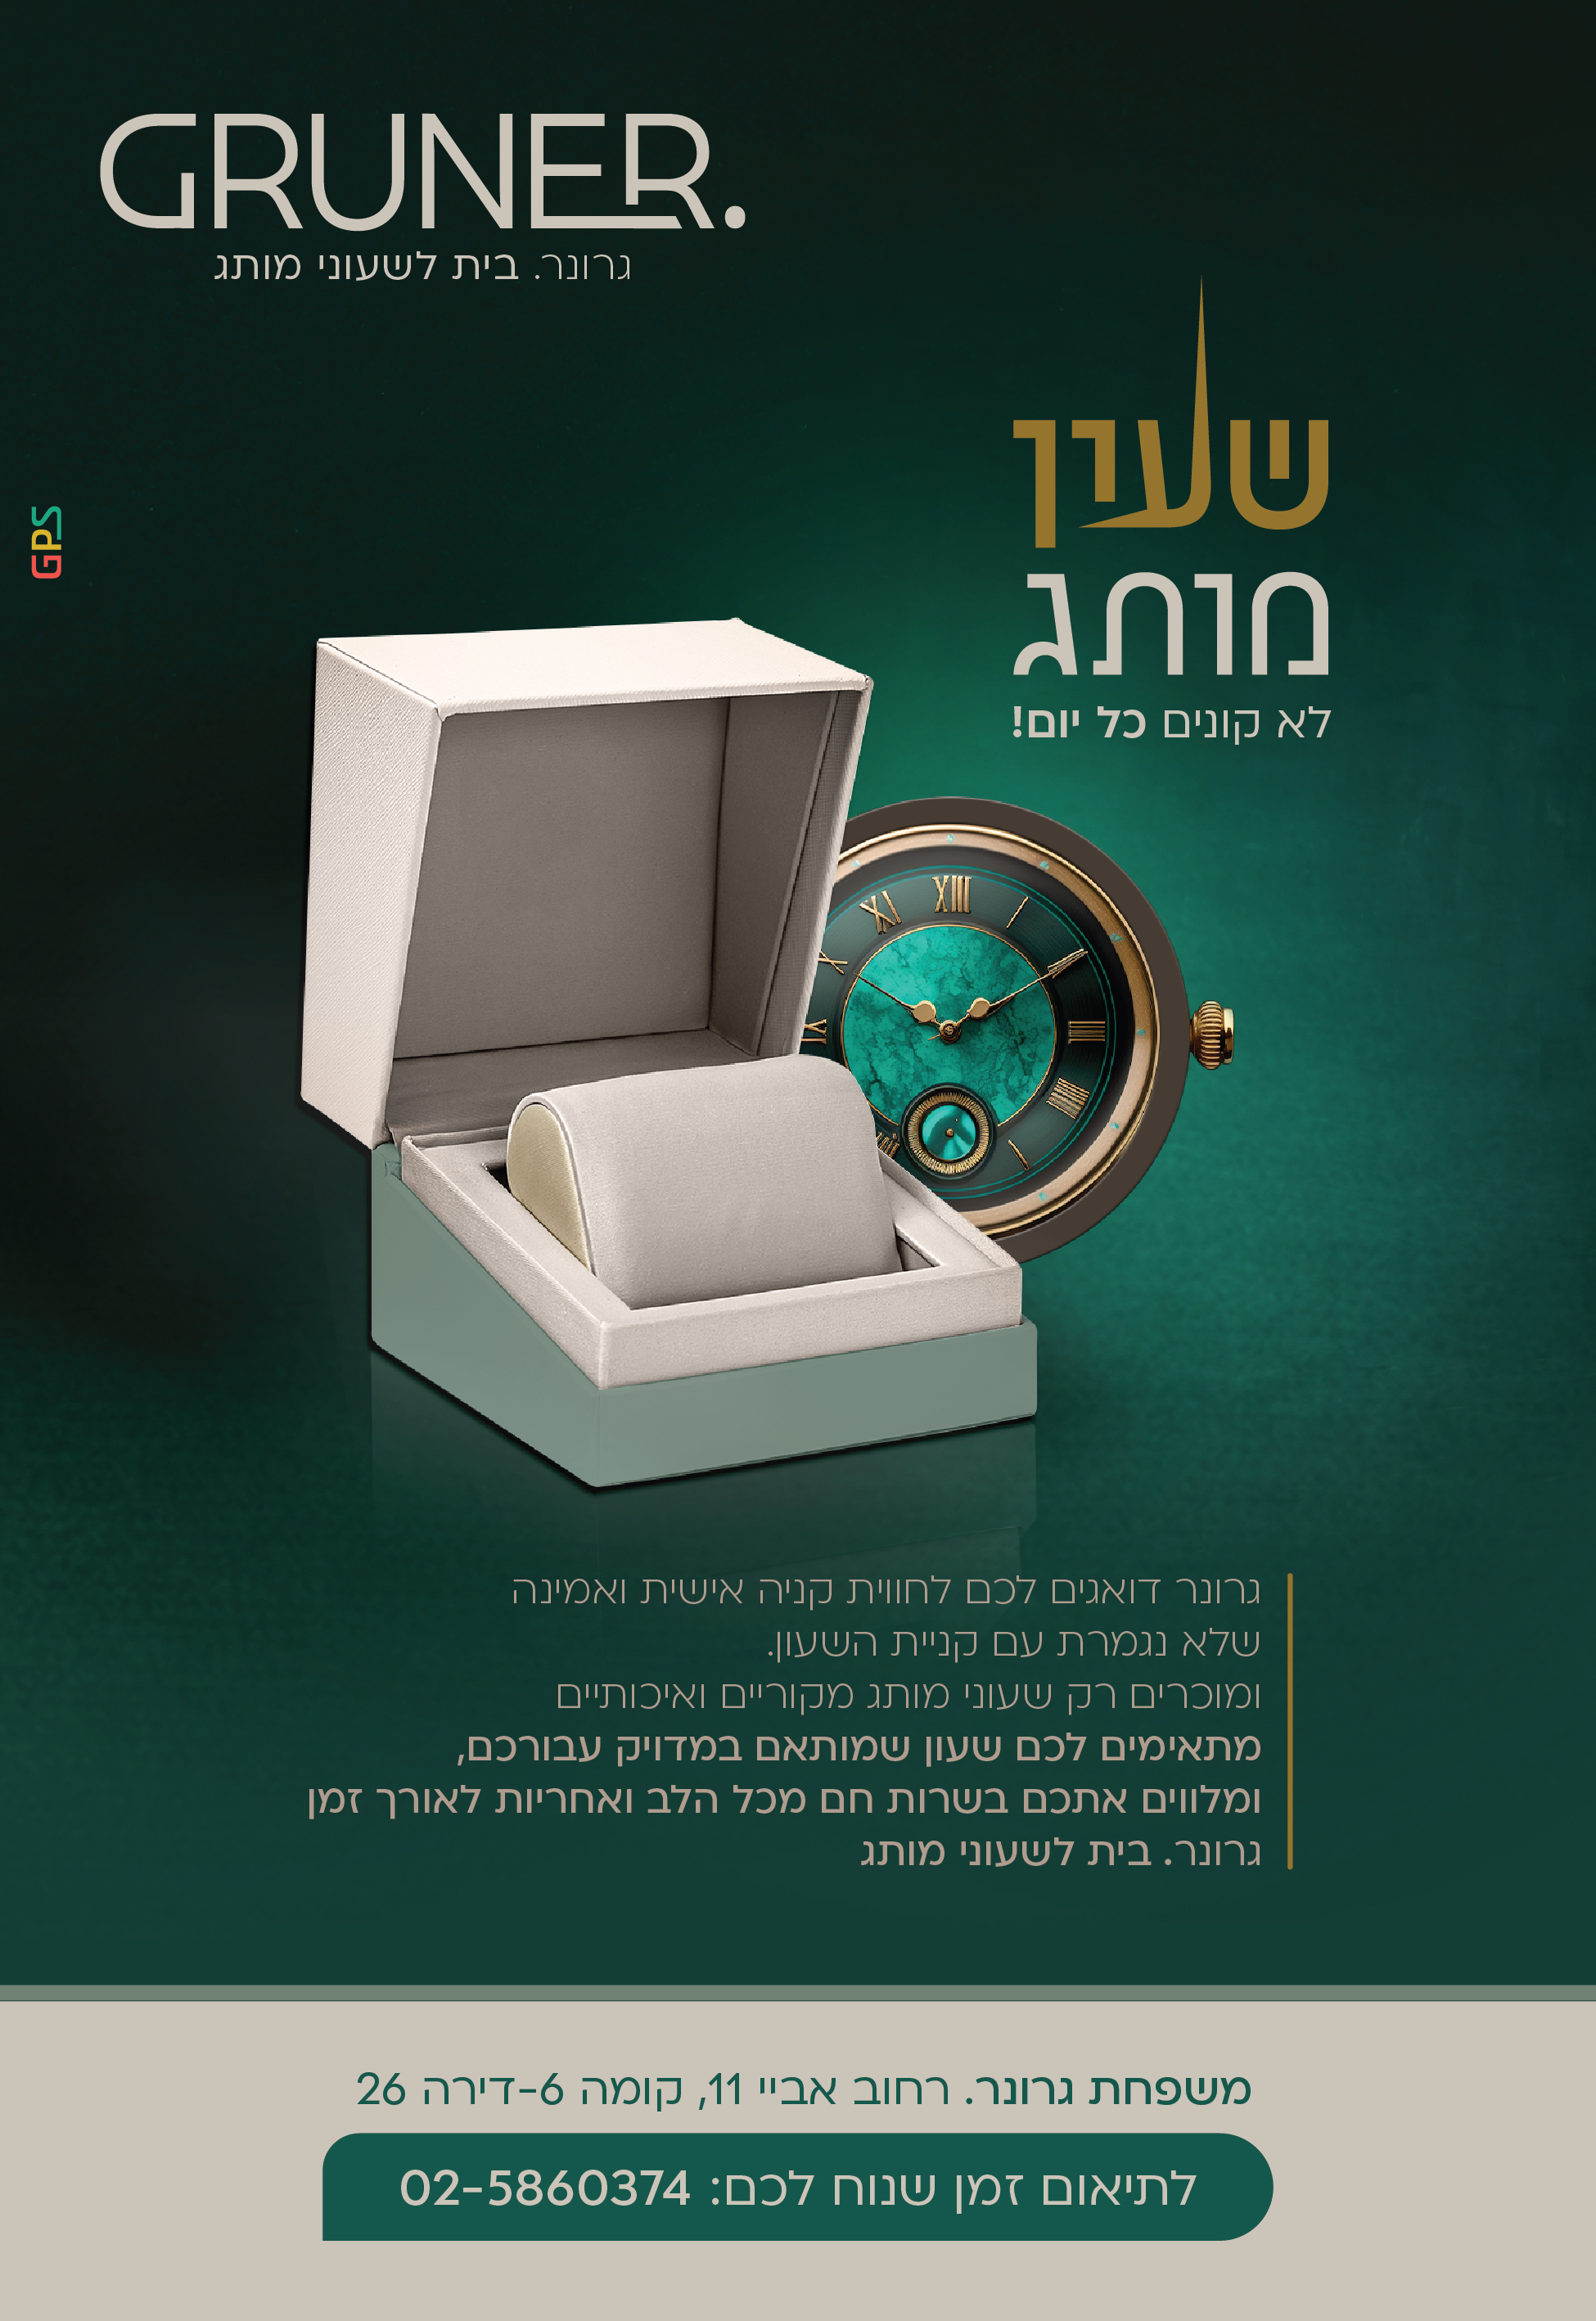 GRUNER.
גרונר. בית לשעוני מותג
שעון
מותג
לא קונים כל יום!
GPS
XI XIII
גרונר דואגים לכם לחווית קניה אישית ואמינה
שלא נגמרת עם קניית השעון.
ומוכרים רק שעוני מותג מקוריים ואיכותיים
מתאימים לכם שעון שמותאם במדויק עבורכם,
ומלווים אתכם בשרות חם מכל הלב ואחריות לאורך זמן
גרונר. בית לשעוני מותג
משפחת גרונר. רחוב אביי 11, קומה 6-דירה 26
לתיאום זמן שנוח לכם: 02-5860374